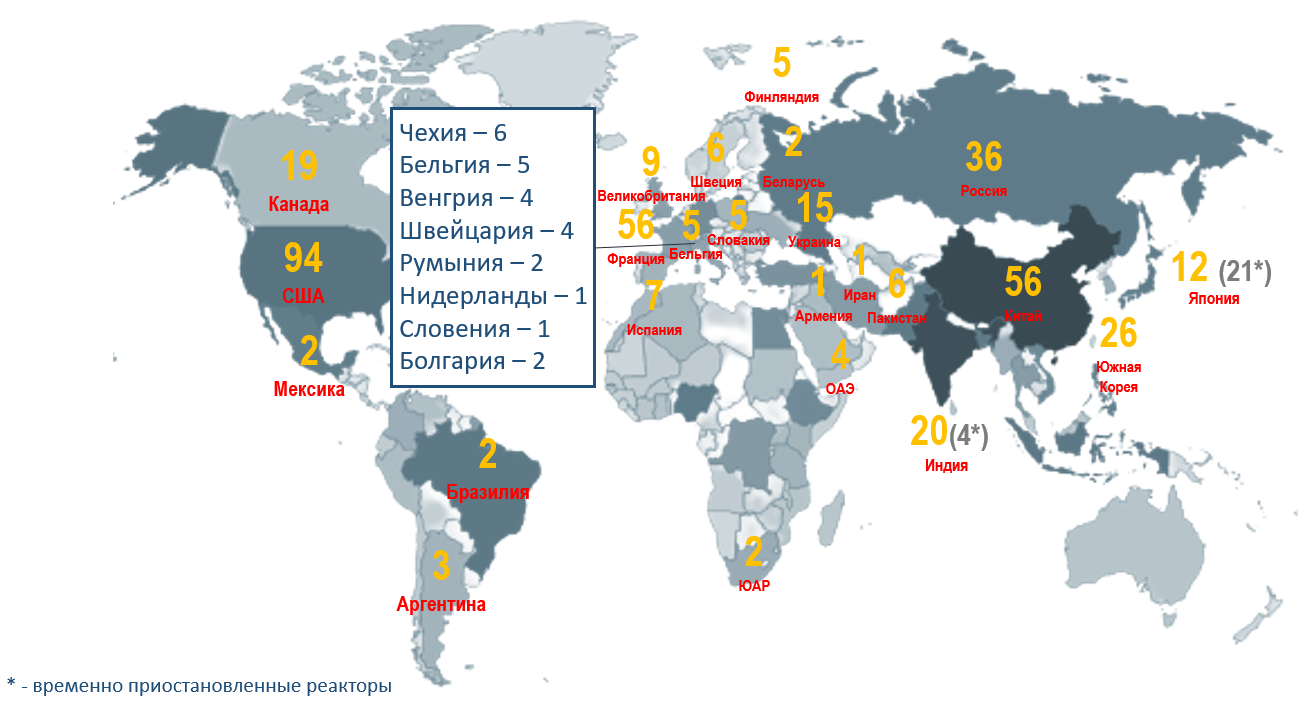 5
Финляндия
19
Канада
94
США
2
Мексика
Чехия – 6
Бельгия – 5
Венгрия – 4
Швейцария – 4
Румыния – 2
Нидерланды – 1
Словения – 1
Болгария – 2
9
Великобритания
6
Швеция
2
Беларусь
36
Россия
56
Франция
5
Бельгия
5
Словакия
15
Украина
7
Испания
1
Армения
1
Иран
6
Пакистан
56
Китай
12 (21*)
Япония
26
Южная
Корея
4
ОАЭ
20(4*)
Индия
2
Бразилия
3
Аргентина
2
ЮАР
* - временно приостановленные реакторы